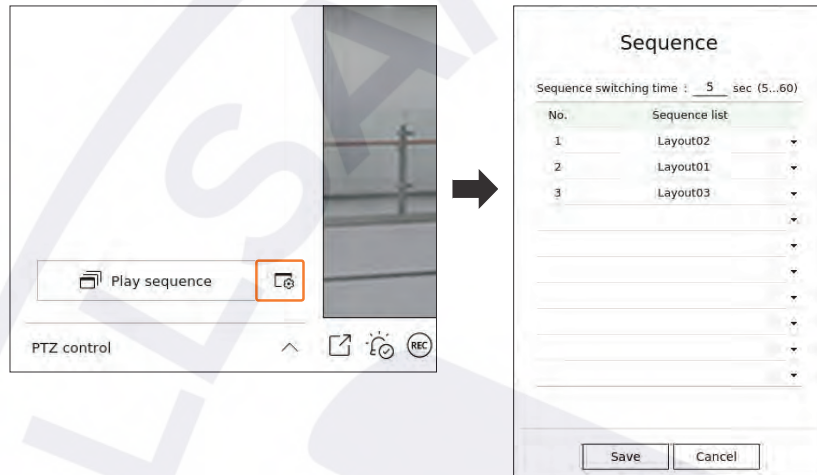 Play sequence
PTZ control
REC
Sequence
Sequence switching time : 5 sec (5...60)
No. Sequence list
1 Layout02
2 Layout01
3 Layout03
Save Cancel